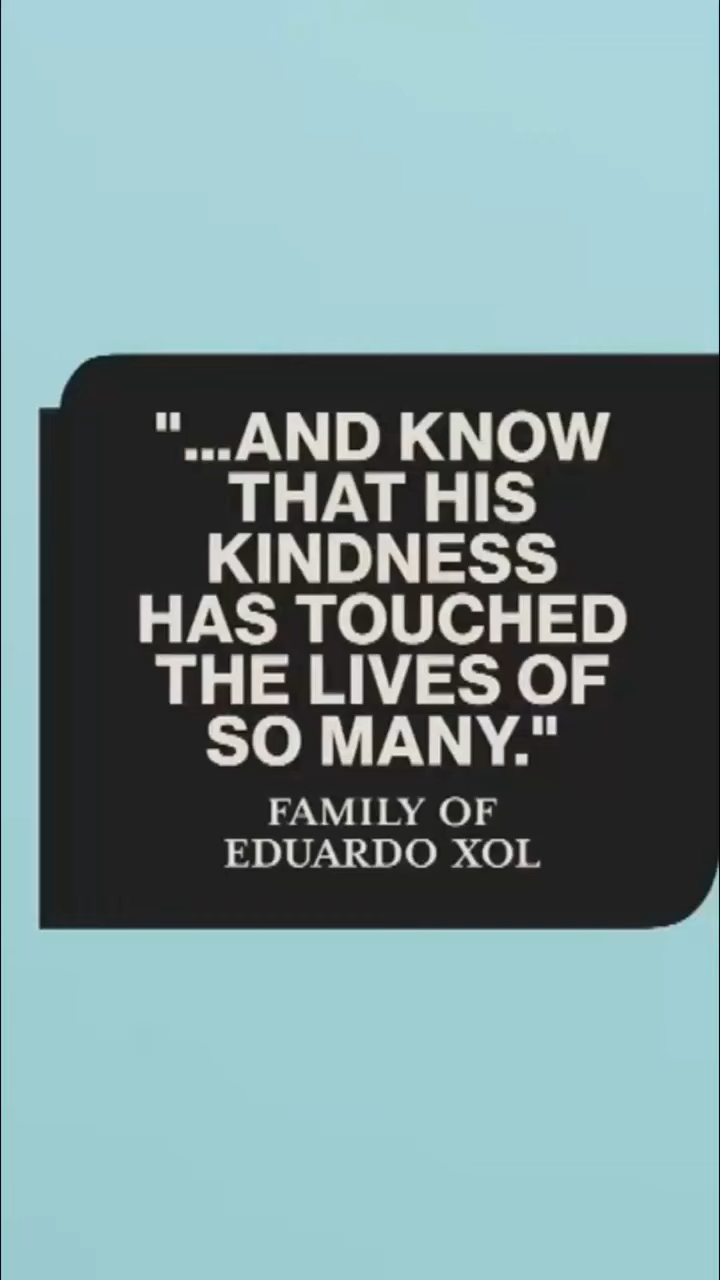 "...AND KNOW
THAT HIS
KINDNESS
HAS TOUCHED
THE LIVES OF
SO MANY."
FAMILY OF
EDUARDO XOL